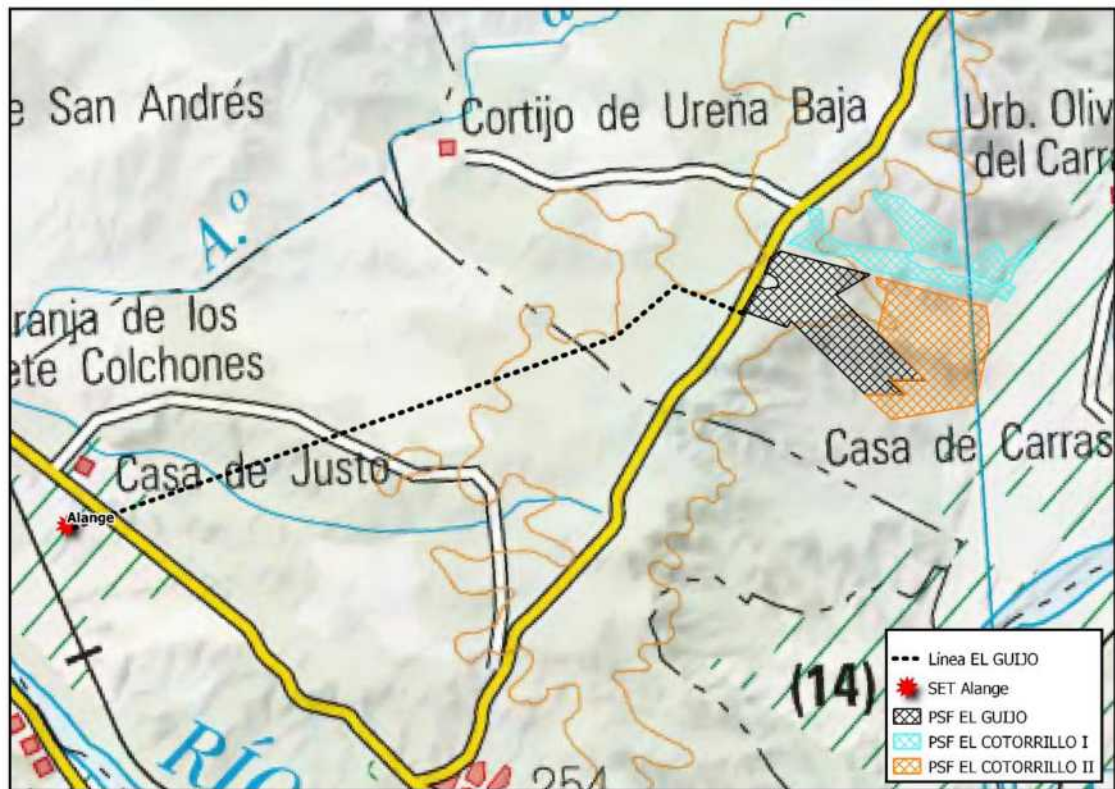 e San Andrés
Cortijo de Ureña Baja
Urb. Oliv
del Carra
A.º
ranja de los
ete Colchones
Casa de Justo
Alange
Casa de Carras
(14)
RÍO
254
Línea EL GUIJO
SET Alange
PSF EL GUIJO
PSF EL COTORRILLO I
PSF EL COTORRILLO II